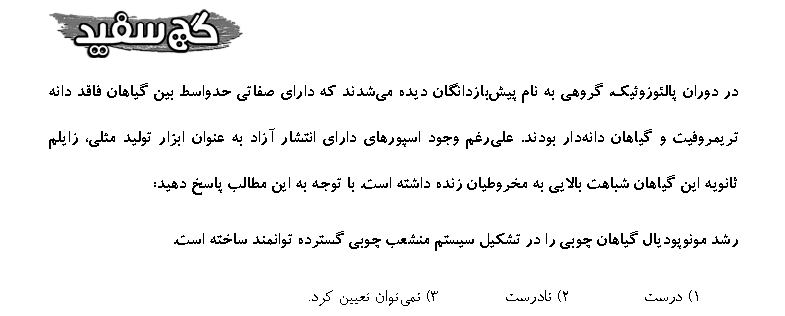 گچ سفید
در دوران پالئوزوئیک، گروهی به نام پیش‌بازدانگان دیده می‌شدند که دارای صفاتی حدواسط بین گیاهان فاقد دانه
تریمروفیت و گیاهان دانه‌دار بودند. علی‌رغم وجود اسپورهای دارای انتشار آزاد به عنوان ابزار تولید مثلی، زایلم
ثانویه این گیاهان شباهت بالایی به مخروطیان زنده داشته است. با توجه به این مطالب پاسخ دهید:
رشد مونوپودیال گیاهان چوبی را در تشکیل سیستم منشعب چوبی گسترده توانمند ساخته است.
۱) درست ۲) نادرست ۳) نمی‌توان تعیین کرد.